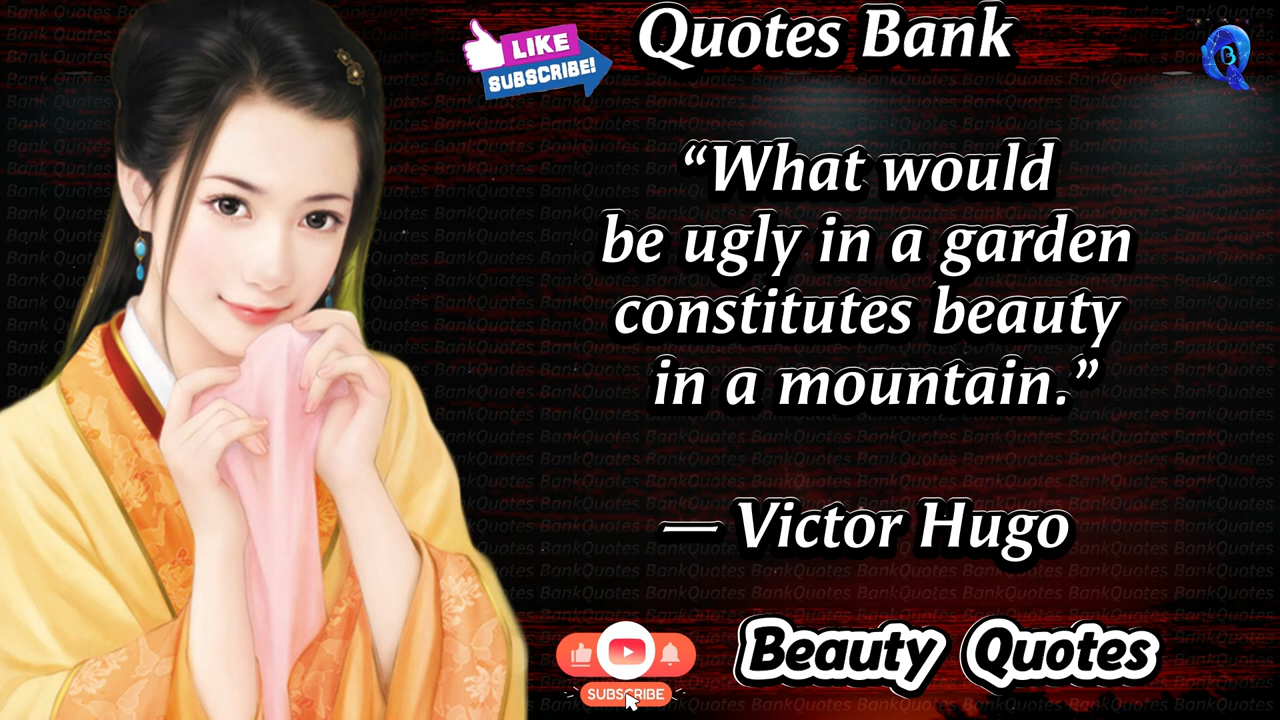 LIKE
SUBSCRIBE!
Quotes Bank
B
“What would
be ugly in a garden
constitutes beauty
in a mountain.”
— Victor Hugo
SUBSCRIBE
Beauty Quotes